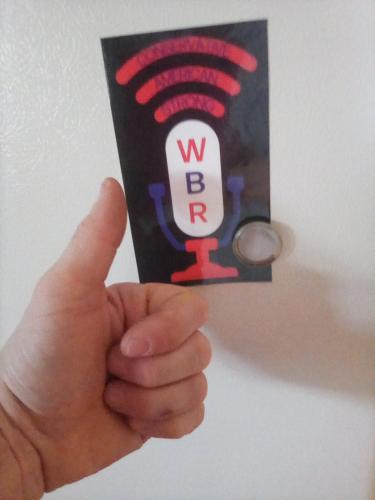 CONSERVATIVE
AMERICAN
STRONG
W
B
R